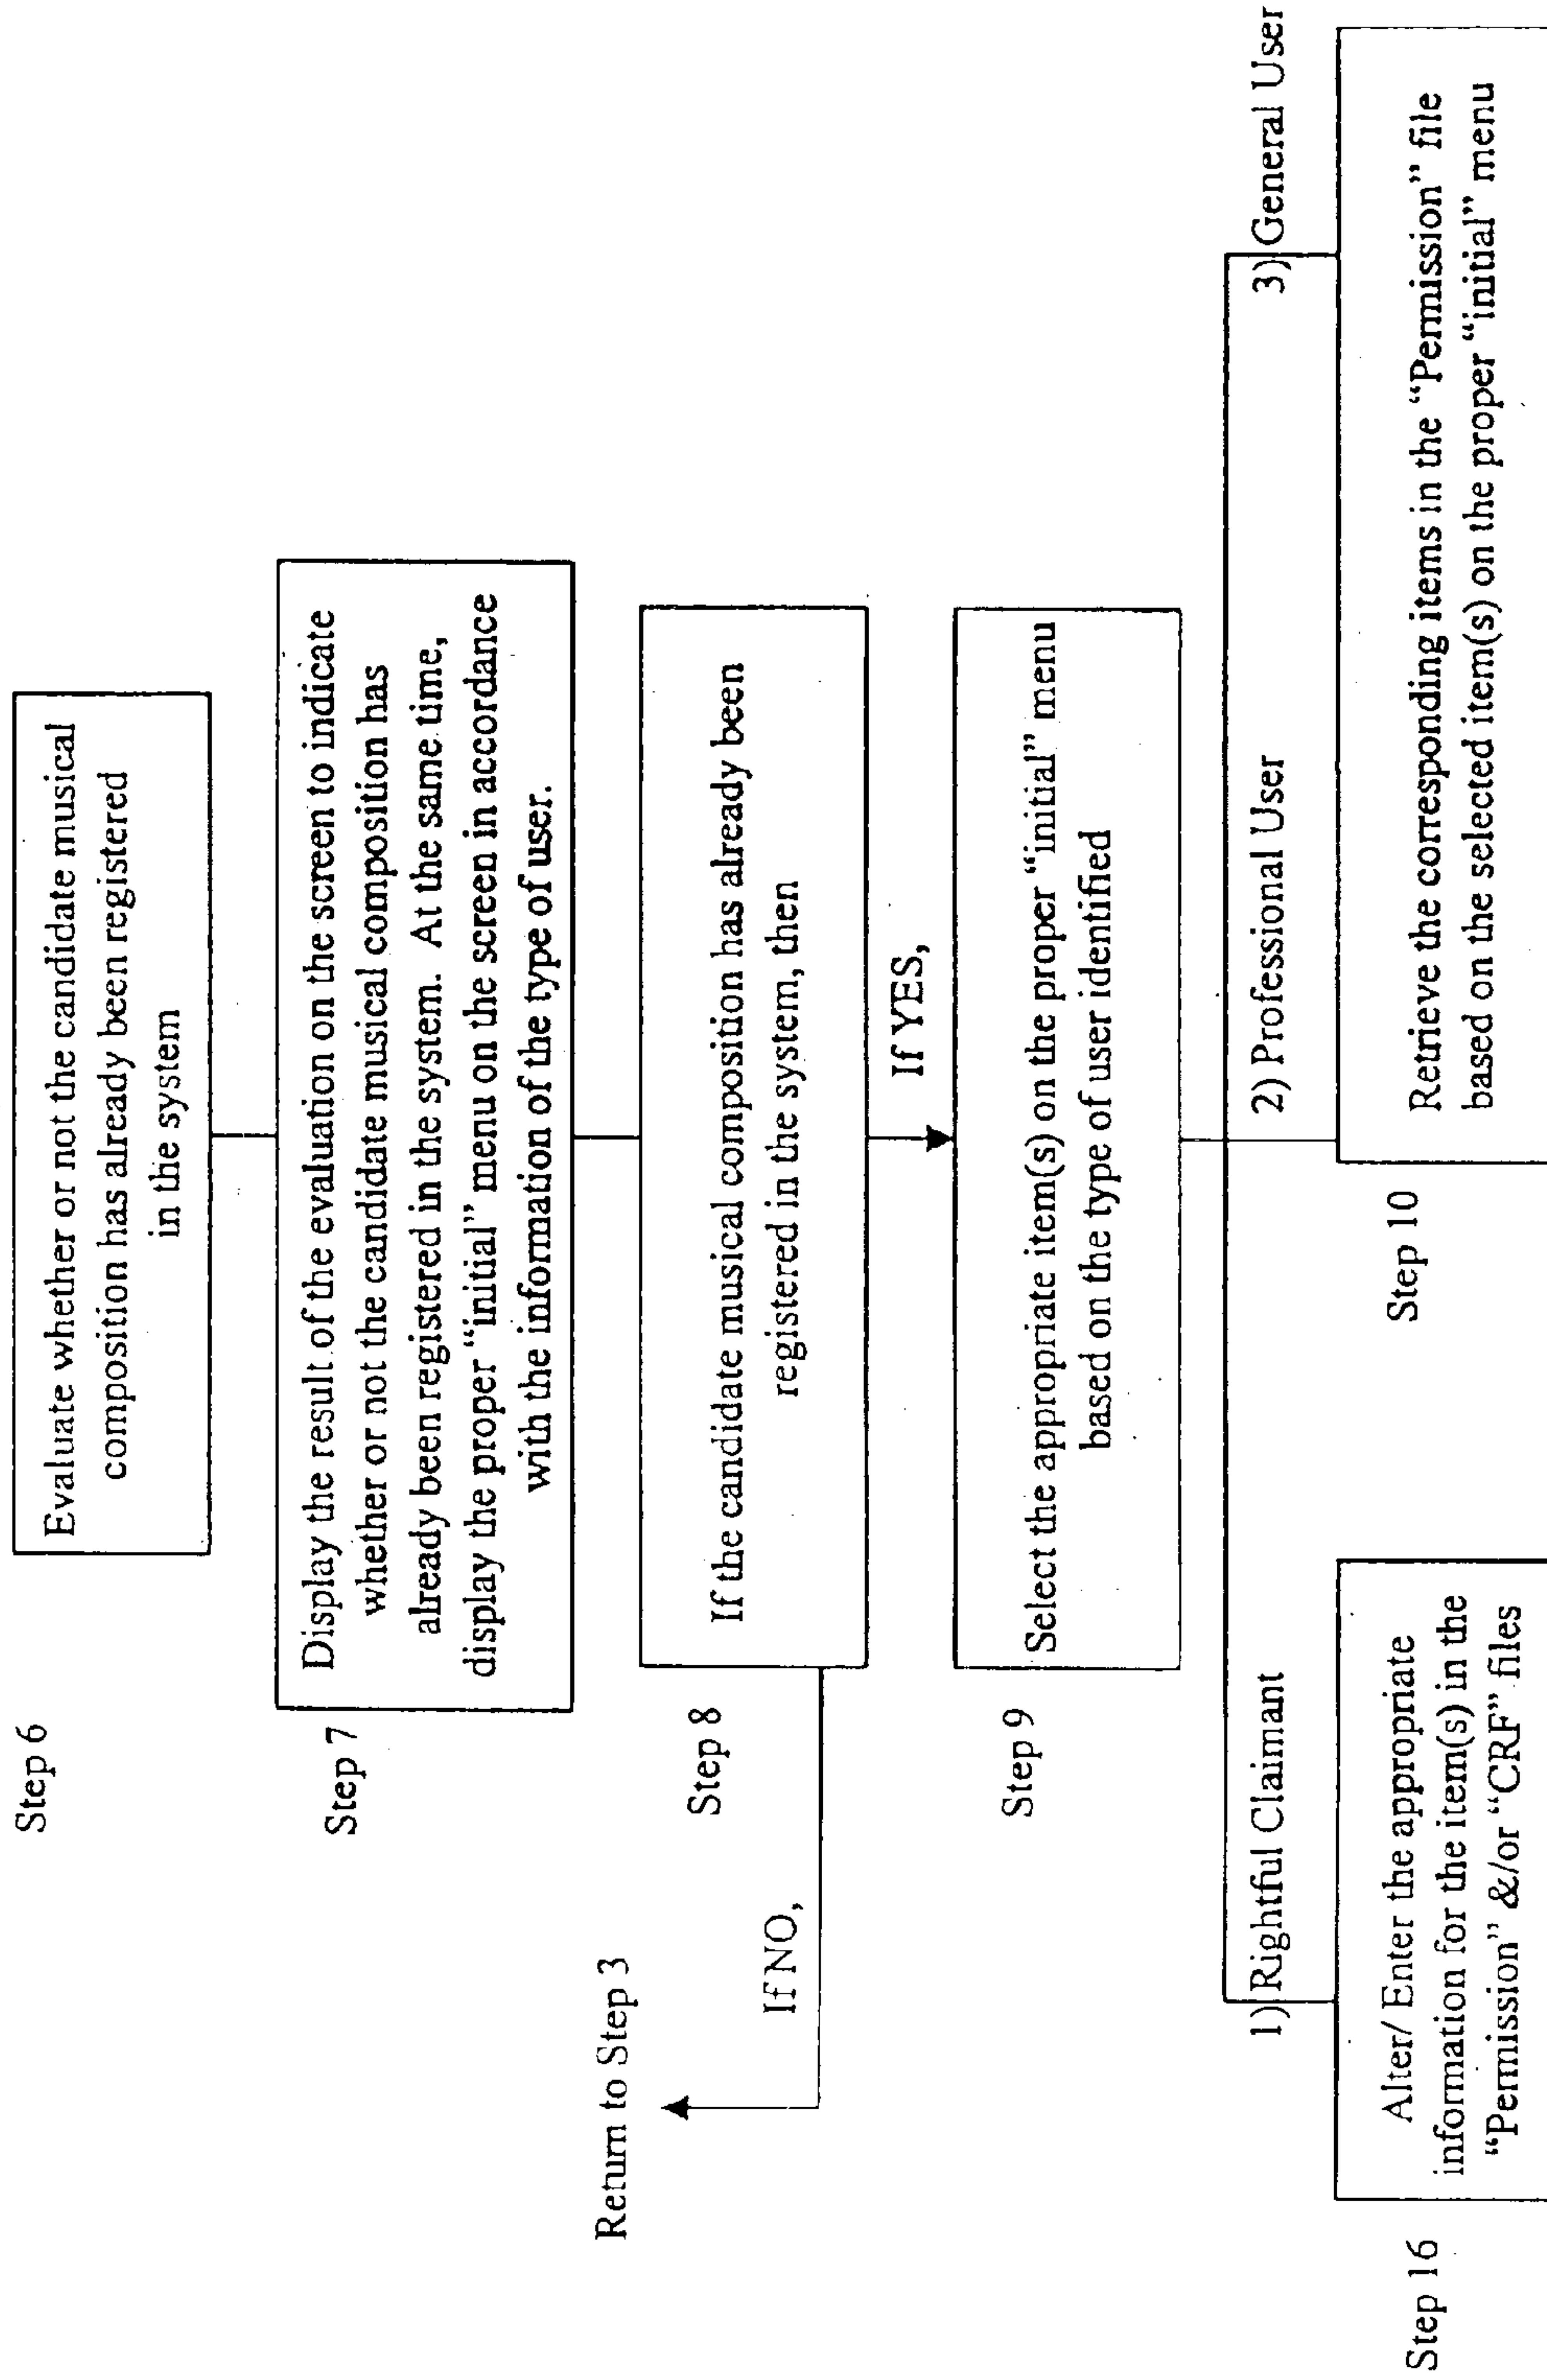 Step 6
Evaluate whether or not the candidate musical
composition has already been registered
in the system
Step 7
Display the result of the evaluation on the screen to indicate
whether or not the candidate musical composition has
already been registered in the system. At the same time,
display the proper “initial” menu on the screen in accordance
with the information of the type of user.
Return to Step 3
Step 8
If the candidate musical composition has already been
registered in the system, then
If NO,
If YES,
Step 9
Select the appropriate item(s) on the proper “initial” menu
based on the type of user identified
1) Rightful Claimant
2) Professional User
3) General User
Step 16
Alter/ Enter the appropriate
information for the item(s) in the
“Permission” &/or “CRF” files
Step 10
Retrieve the corresponding items in the “Permission” file
based on the selected item(s) on the proper “initial” menu